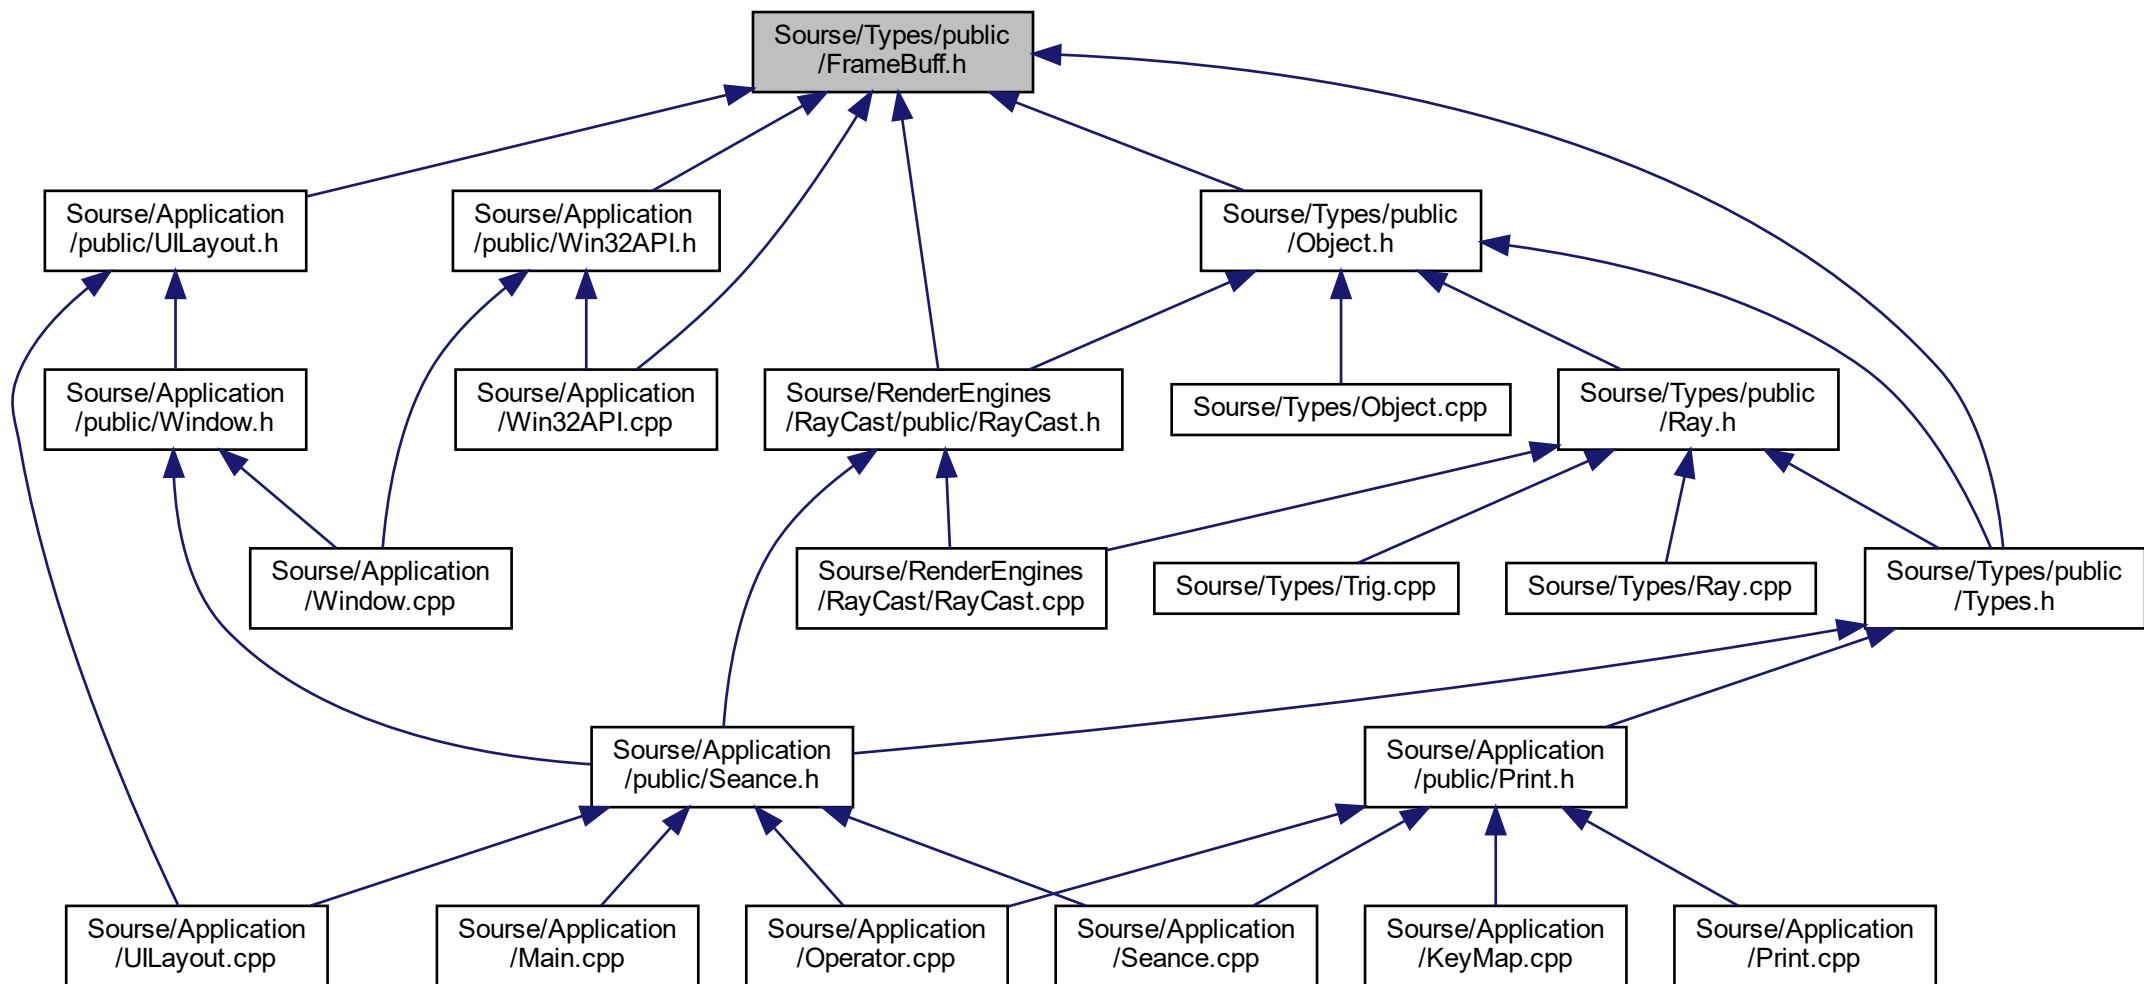 Sourse/Types/public
/FrameBuff.h
Sourse/Application
/public/UILayout.h
Sourse/Application
/public/Win32API.h
Sourse/Types/public
/Object.h
Sourse/Application
/public/Window.h
Sourse/Application
/Win32API.cpp
Sourse/RenderEngines
/RayCast/public/RayCast.h
Sourse/Types/Object.cpp
Sourse/Types/public
/Ray.h
Sourse/Application
/Window.cpp
Sourse/RenderEngines
/RayCast/RayCast.cpp
Sourse/Types/Trig.cpp
Sourse/Types/Ray.cpp
Sourse/Types/public
/Types.h
Sourse/Application
/public/Seance.h
Sourse/Application
/public/Print.h
Sourse/Application
/UILayout.cpp
Sourse/Application
/Main.cpp
Sourse/Application
/Operator.cpp
Sourse/Application
/Seance.cpp
Sourse/Application
/KeyMap.cpp
Sourse/Application
/Print.cpp